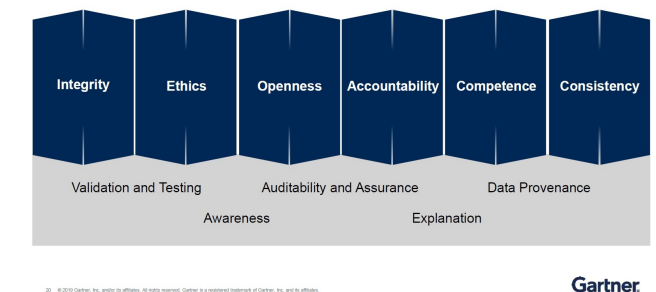 Integrity
Ethics
Openness
Accountability
Competence
Consistency
Validation and Testing
Auditability and Assurance
Data Provenance
Awareness
Explanation
20 © 2019 Gartner, Inc. and/or its affiliates. All rights reserved. Gartner is a registered trademark of Gartner, Inc. and its affiliates.
Gartner